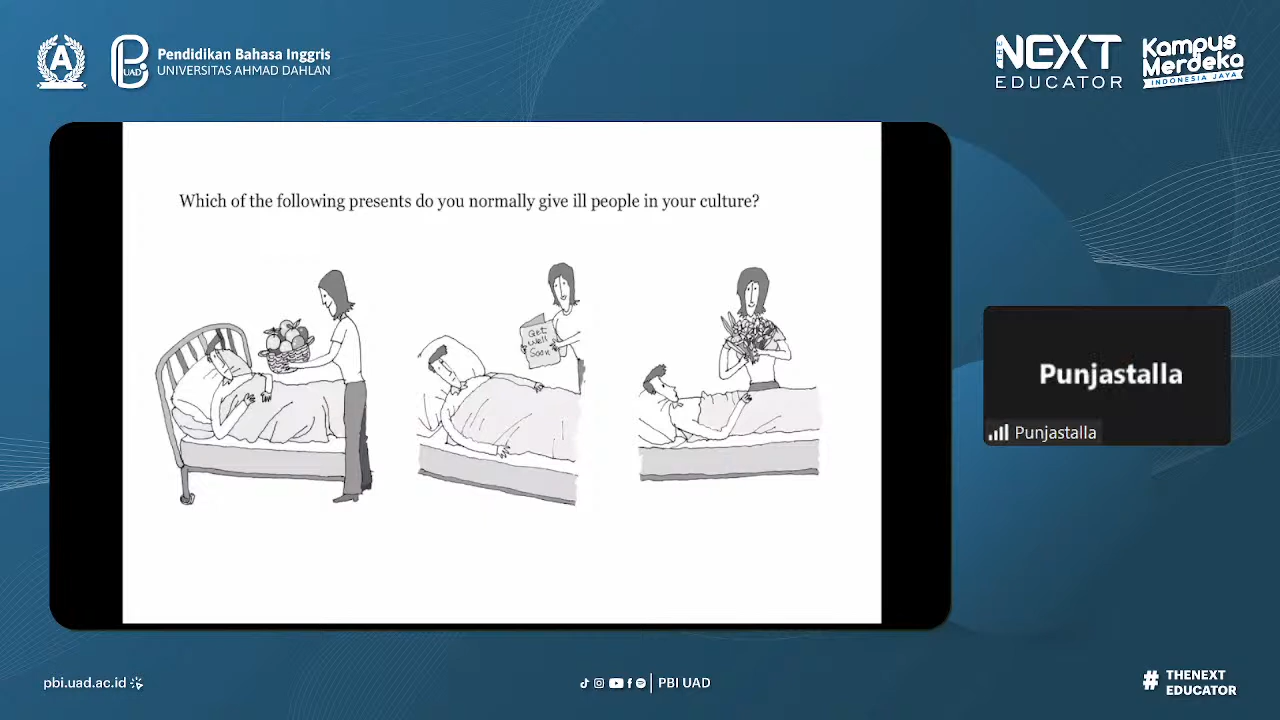 A
UAD
Pendidikan Bahasa Inggris
UNIVERSITAS AHMAD DAHLAN
THE NEXT
EDUCATOR
Kampus
Merdeka
INDONESIA JAYA
Which of the following presents do you normally give ill people in your culture?
Get
Well
Soon
Punjastalla
Punjastalla
pbi.uad.ac.id
PBI UAD
# THENEXT
EDUCATOR